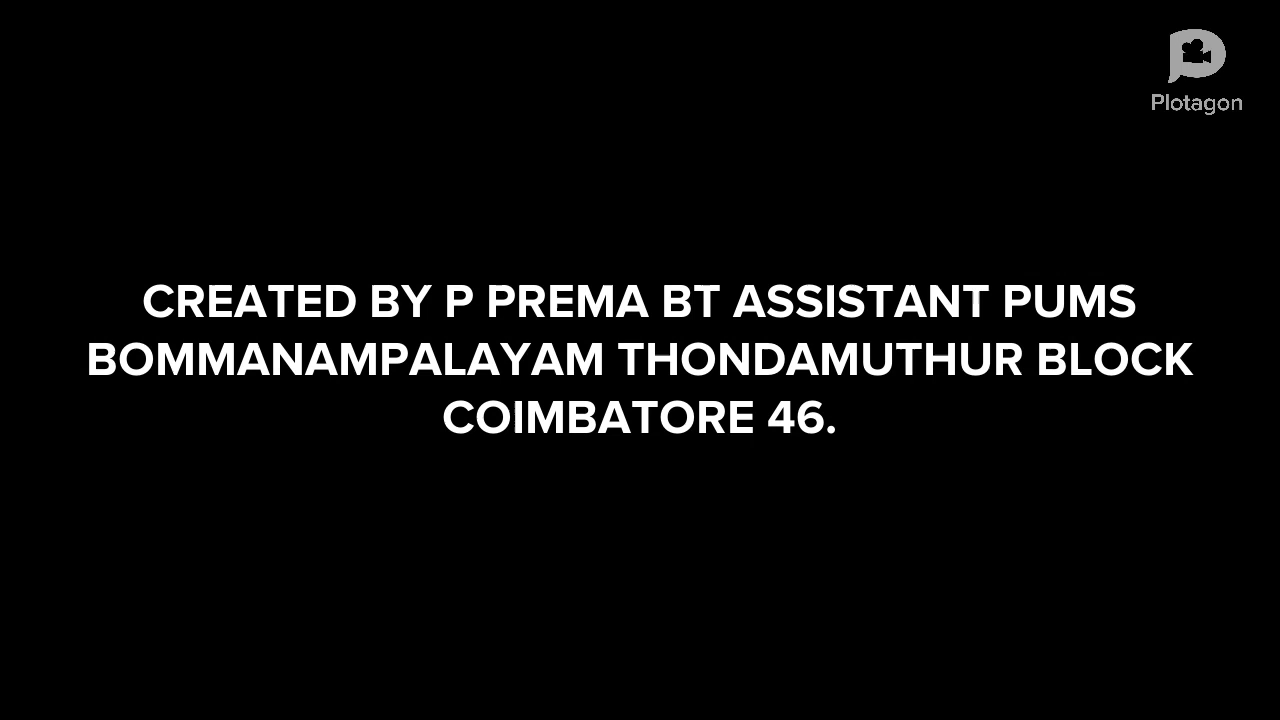 Plotagon
CREATED BY P PREMA BT ASSISTANT PUMS
BOMMANAMPALAYAM THONDAMUTHUR BLOCK
COIMBATORE 46.